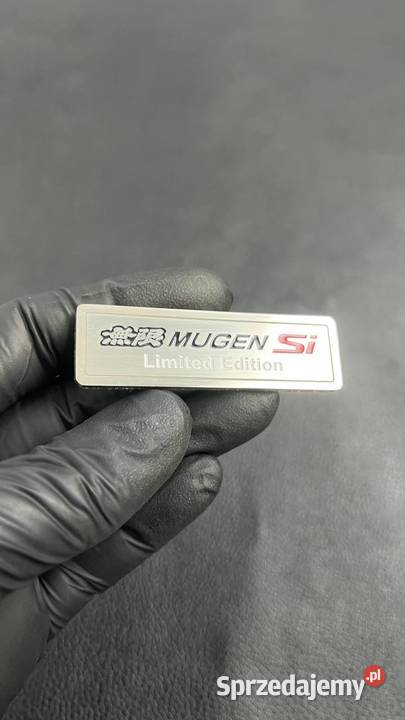 無限 MUGEN Si
Limited Edition
Sprzedajemy.pl